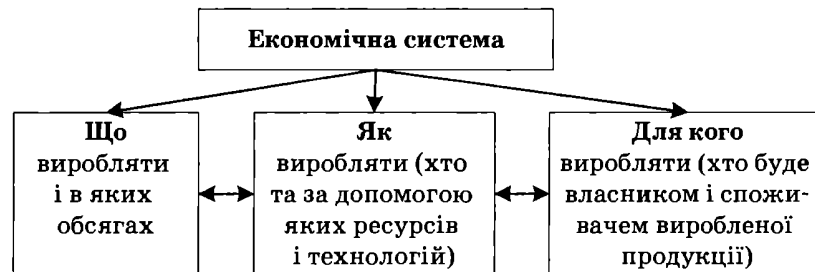 Економічна система
Що
виробляти
і в яких
обсягах
Як
виробляти (хто
та за допомогою
яких ресурсів
і технологій)
Для кого
виробляти (хто буде
власником і спожи-
вачем виробленої
продукції)